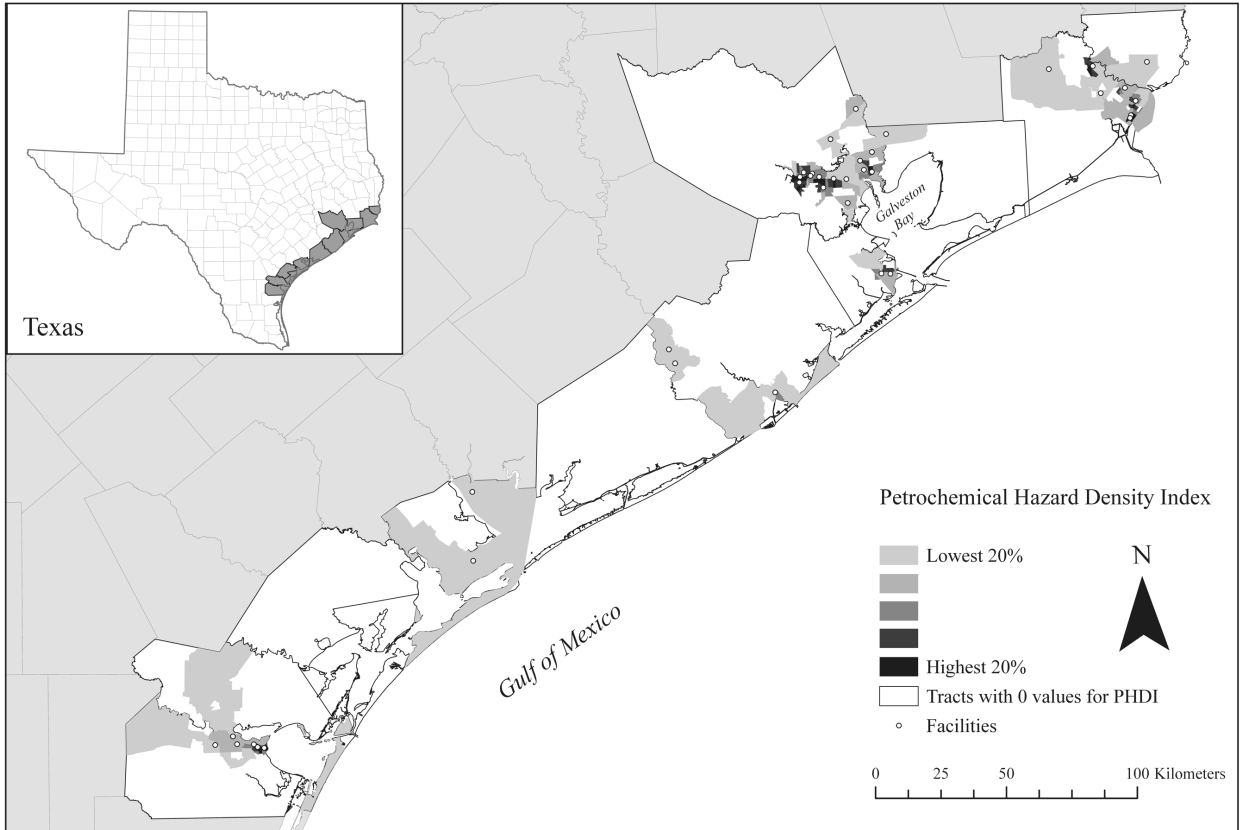 Texas
Galveston
Bay
Gulf of Mexico
Petrochemical Hazard Density Index
Lowest 20%
Highest 20%
Tracts with 0 values for PHDI
Facilities
N
0 25 50 100 Kilometers